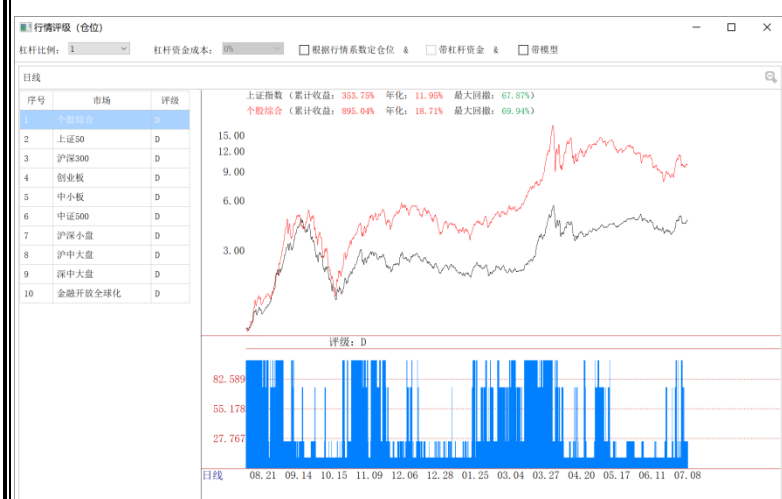 行情评级（仓位）
杠杆比例： 1 杠杆资金成本： 0% 根据行情系数定仓位 & 带杠杆资金 & 带模型
日线
序号 市场 评级
1 个股综合 D
2 上证50 D
3 沪深300 D
4 创业板 D
5 中小板 D
6 中证500 D
7 沪深小盘 D
8 沪中大盘 D
9 深中大盘 D
10 金融开放全球化 D
上证指数（累计收益：353.75% 年化：11.95% 最大回撤：67.87%）
个股综合（累计收益：895.04% 年化：18.71% 最大回撤：69.94%）
15.00
12.00
9.00
6.00
3.00
评级：D
82.589
55.178
27.767
日线 08.21 09.14 10.15 11.09 12.06 12.28 01.25 03.04 03.27 04.20 05.17 06.11 07.08